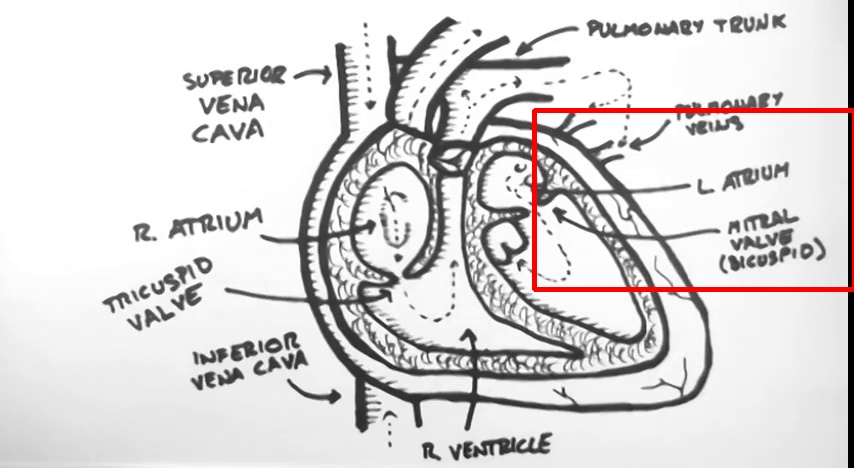 PULMONARY TRUNK
SUPERIOR
VENA
CAVA
PULMONARY
VEINS
L. ATRIUM
R. ATRIUM
MITRAL
VALVE
(BICUSPID)
TRICUSPID
VALVE
INFERIOR
VENA CAVA
R. VENTRICLE